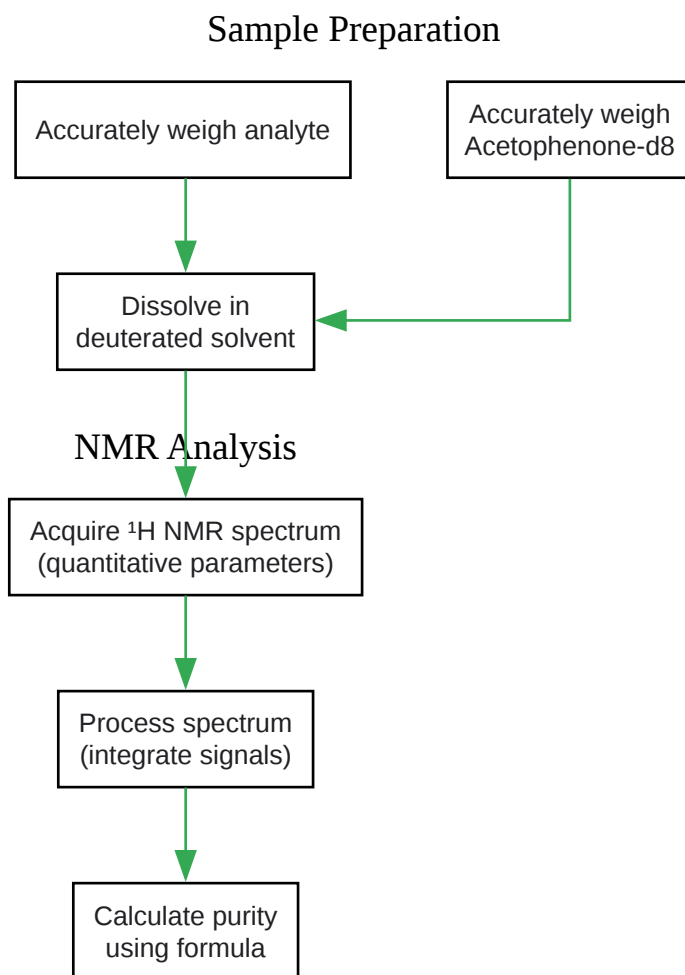 Sample Preparation
Accurately weigh analyte
Accurately weigh
Acetophenone-d8
Dissolve in
deuterated solvent
NMR Analysis
Acquire ¹H NMR spectrum
(quantitative parameters)
Process spectrum
(integrate signals)
Calculate purity
using formula